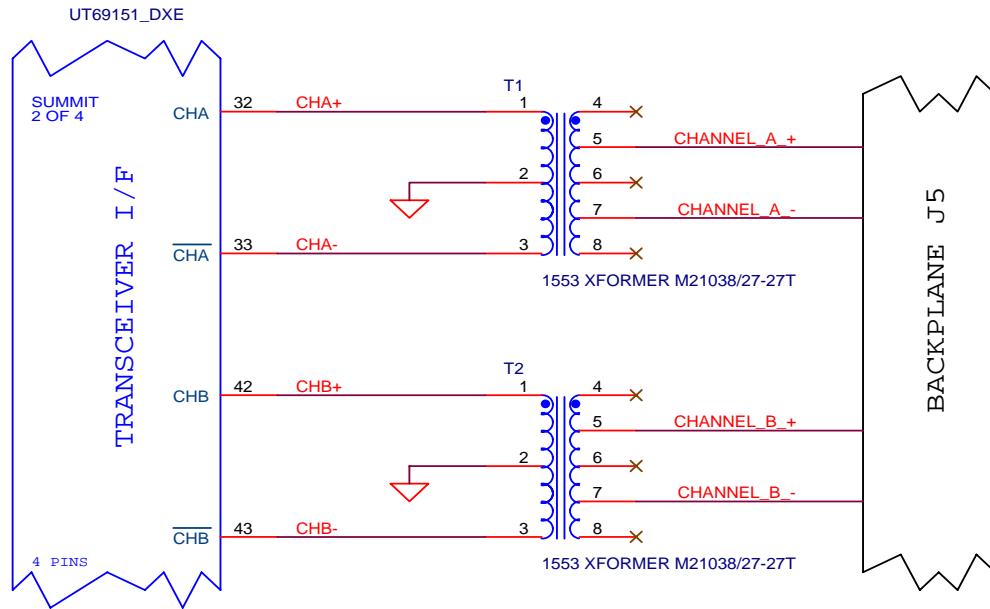 UT69151_DXE
SUMMIT
2 OF 4
TRANSCEIVER I/F
4 PINS
CHA
32
CHA+
CHA
33
CHA-
T1
1
2
3
4
5
6
7
8
CHANNEL_A_+
CHANNEL_A_-
1553 XFORMER M21038/27-27T
CHB
42
CHB+
CHB
43
CHB-
T2
1
2
3
4
5
6
7
8
CHANNEL_B_+
CHANNEL_B_-
1553 XFORMER M21038/27-27T
BACKPLANE J5